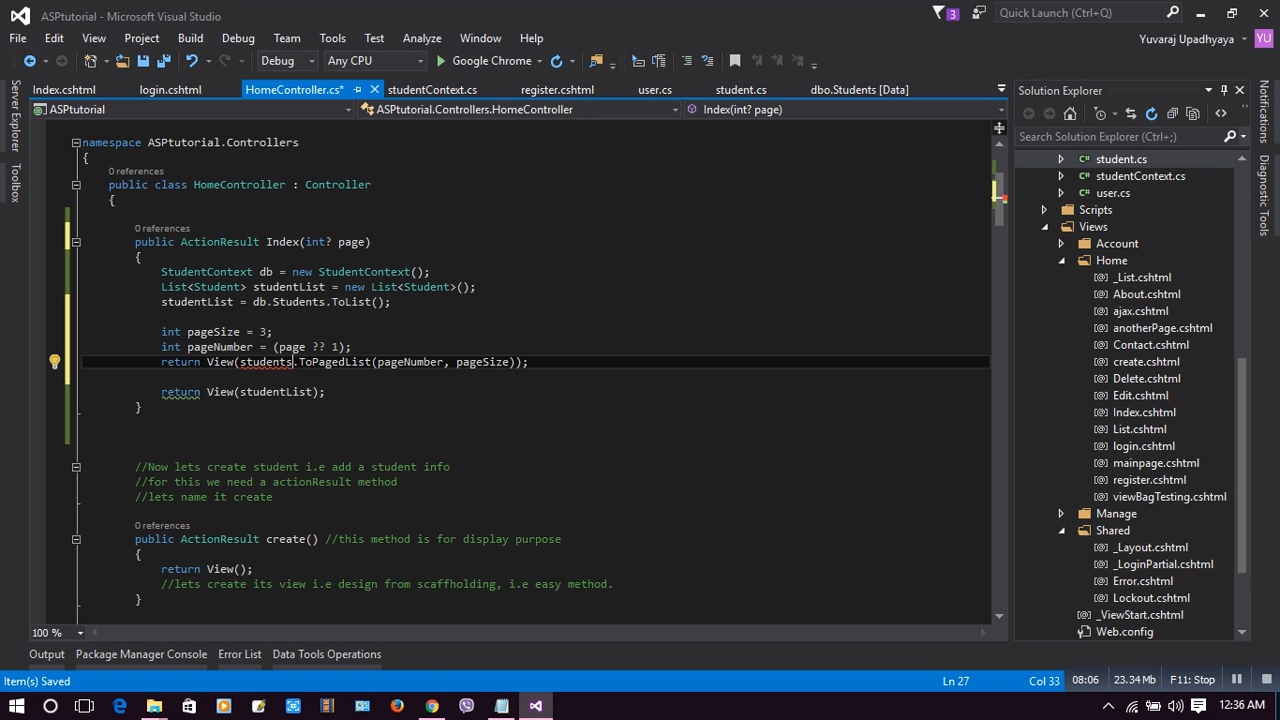 ASPtutorial - Microsoft Visual Studio
3
Quick Launch (Ctrl+Q)
File Edit View Project Build Debug Team Tools Test Analyze Window Help
Yuvaraj Upadhyaya YU
Debug Any CPU Google Chrome
Index.cshtml login.cshtml HomeController.cs* studentContext.cs register.cshtml user.cs student.cs dbo.Students [Data]
Solution Explorer
ASPtutorial ASPtutorial.Controllers.HomeController Index(int? page)
Server Explorer
Toolbox
Notifications
Diagnostic Tools
Search Solution Explorer (Ctrl+;)
namespace ASPtutorial.Controllers
{
0 references
public class HomeController : Controller
{
0 references
public ActionResult Index(int? page)
{
StudentContext db = new StudentContext();
List<Student> studentList = new List<Student>();
studentList = db.Students.ToList();
int pageSize = 3;
int pageNumber = (page ?? 1);
return View(students.ToPagedList(pageNumber, pageSize));
return View(studentList);
}
//Now lets create student i.e add a student info
//for this we need a actionResult method
//lets name it create
0 references
public ActionResult create() //this method is for display purpose
{
return View();
//lets create its view i.e design from scaffholding, i.e easy method.
}
student.cs
studentContext.cs
user.cs
Scripts
Views
Account
Home
_List.cshtml
About.cshtml
ajax.cshtml
anotherPage.cshtml
Contact.cshtml
create.cshtml
Delete.cshtml
Edit.cshtml
Index.cshtml
List.cshtml
login.cshtml
mainpage.cshtml
register.cshtml
viewBagTesting.cshtml
Manage
Shared
_Layout.cshtml
_LoginPartial.cshtml
Error.cshtml
Lockout.cshtml
_ViewStart.cshtml
Web.config
100 %
Output Package Manager Console Error List Data Tools Operations
Item(s) Saved Ln 27 Col 33 08:06 23.34 Mb F11: Stop
12:36 AM